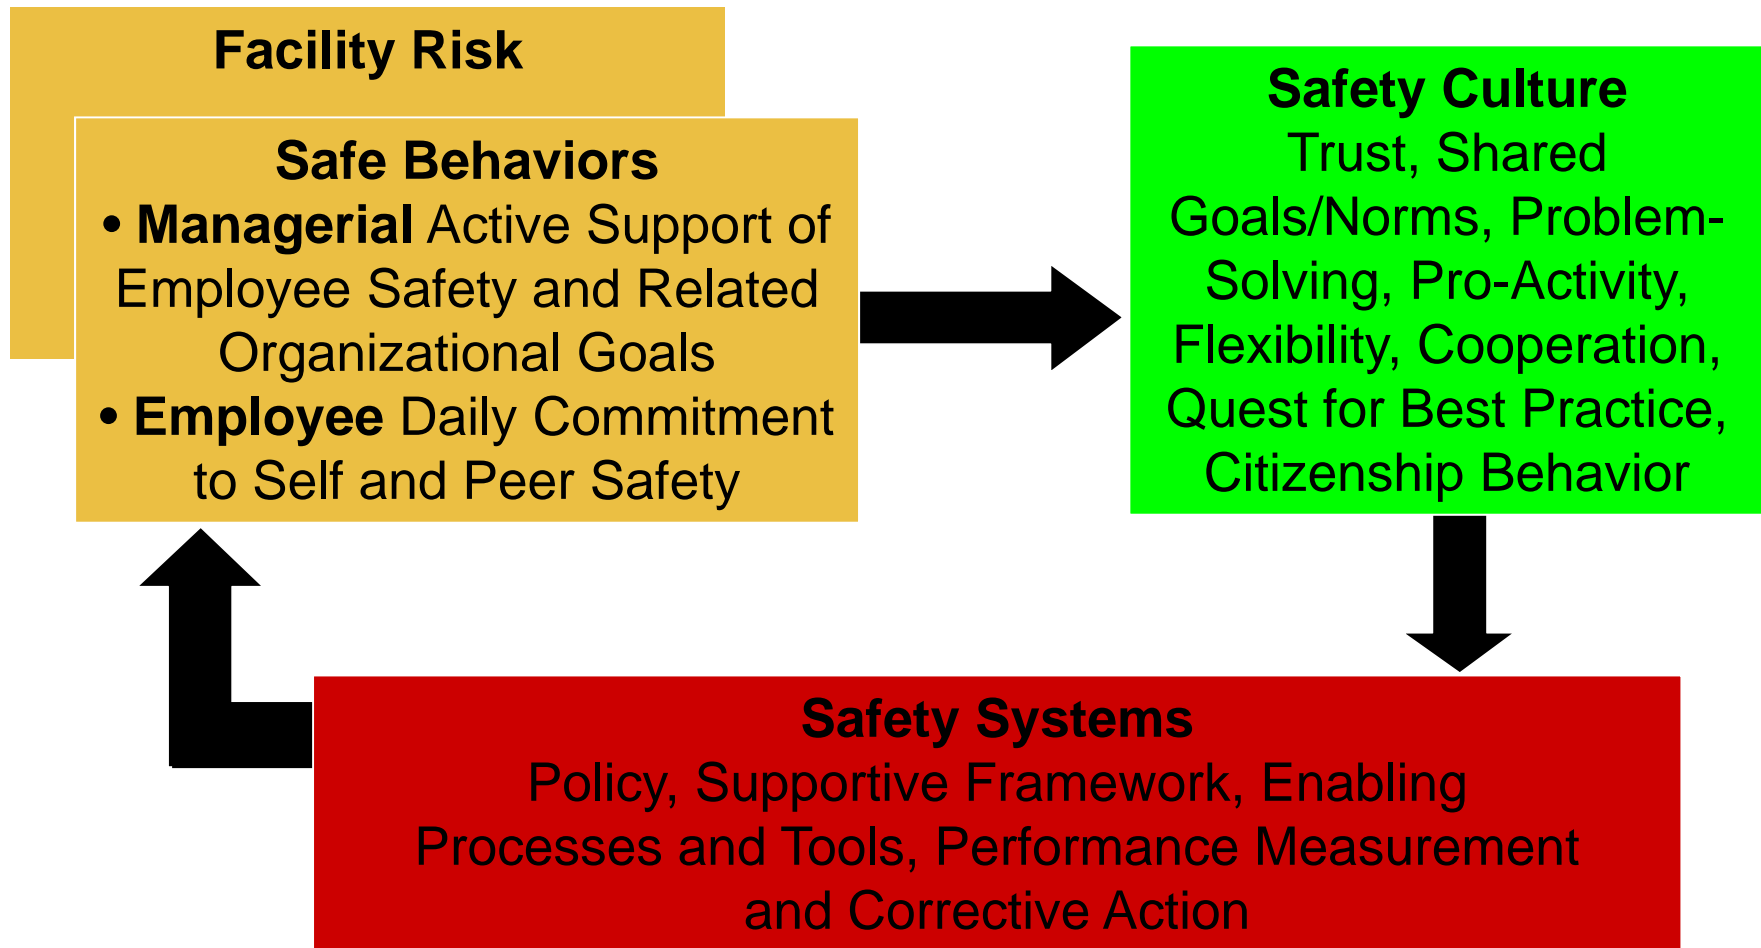 Facility Risk
Safe Behaviors
• Managerial Active Support of
Employee Safety and Related
Organizational Goals
• Employee Daily Commitment
to Self and Peer Safety
Safety Culture
Trust, Shared
Goals/Norms, Problem-
Solving, Pro-Activity,
Flexibility, Cooperation,
Quest for Best Practice,
Citizenship Behavior
Safety Systems
Policy, Supportive Framework, Enabling
Processes and Tools, Performance Measurement
and Corrective Action